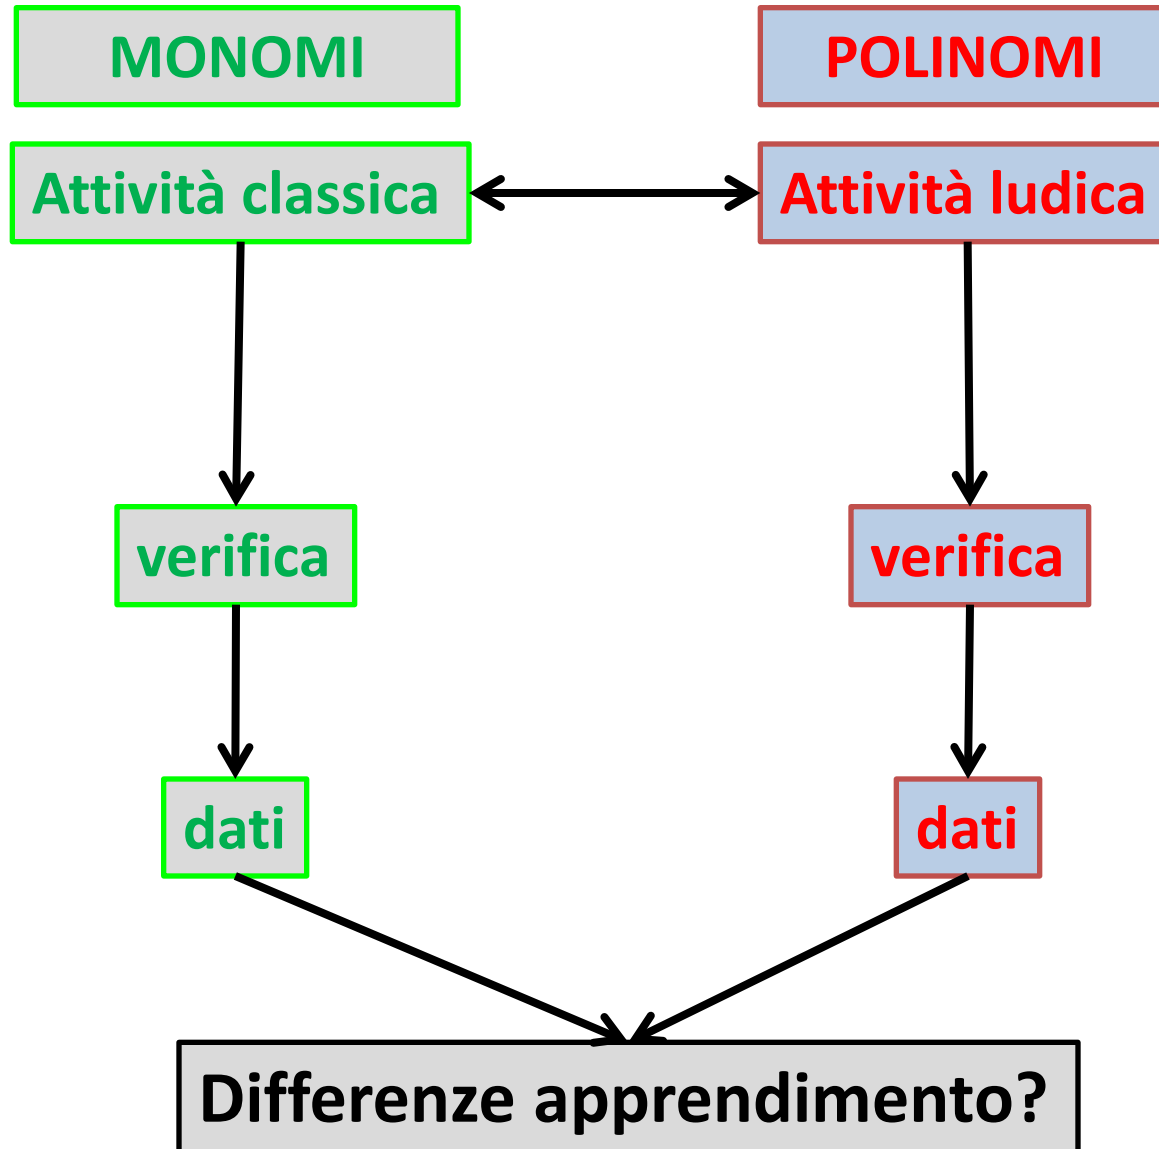 MONOMI
POLINOMI
Attività classica
Attività ludica
verifica
verifica
dati
dati
Differenze apprendimento?